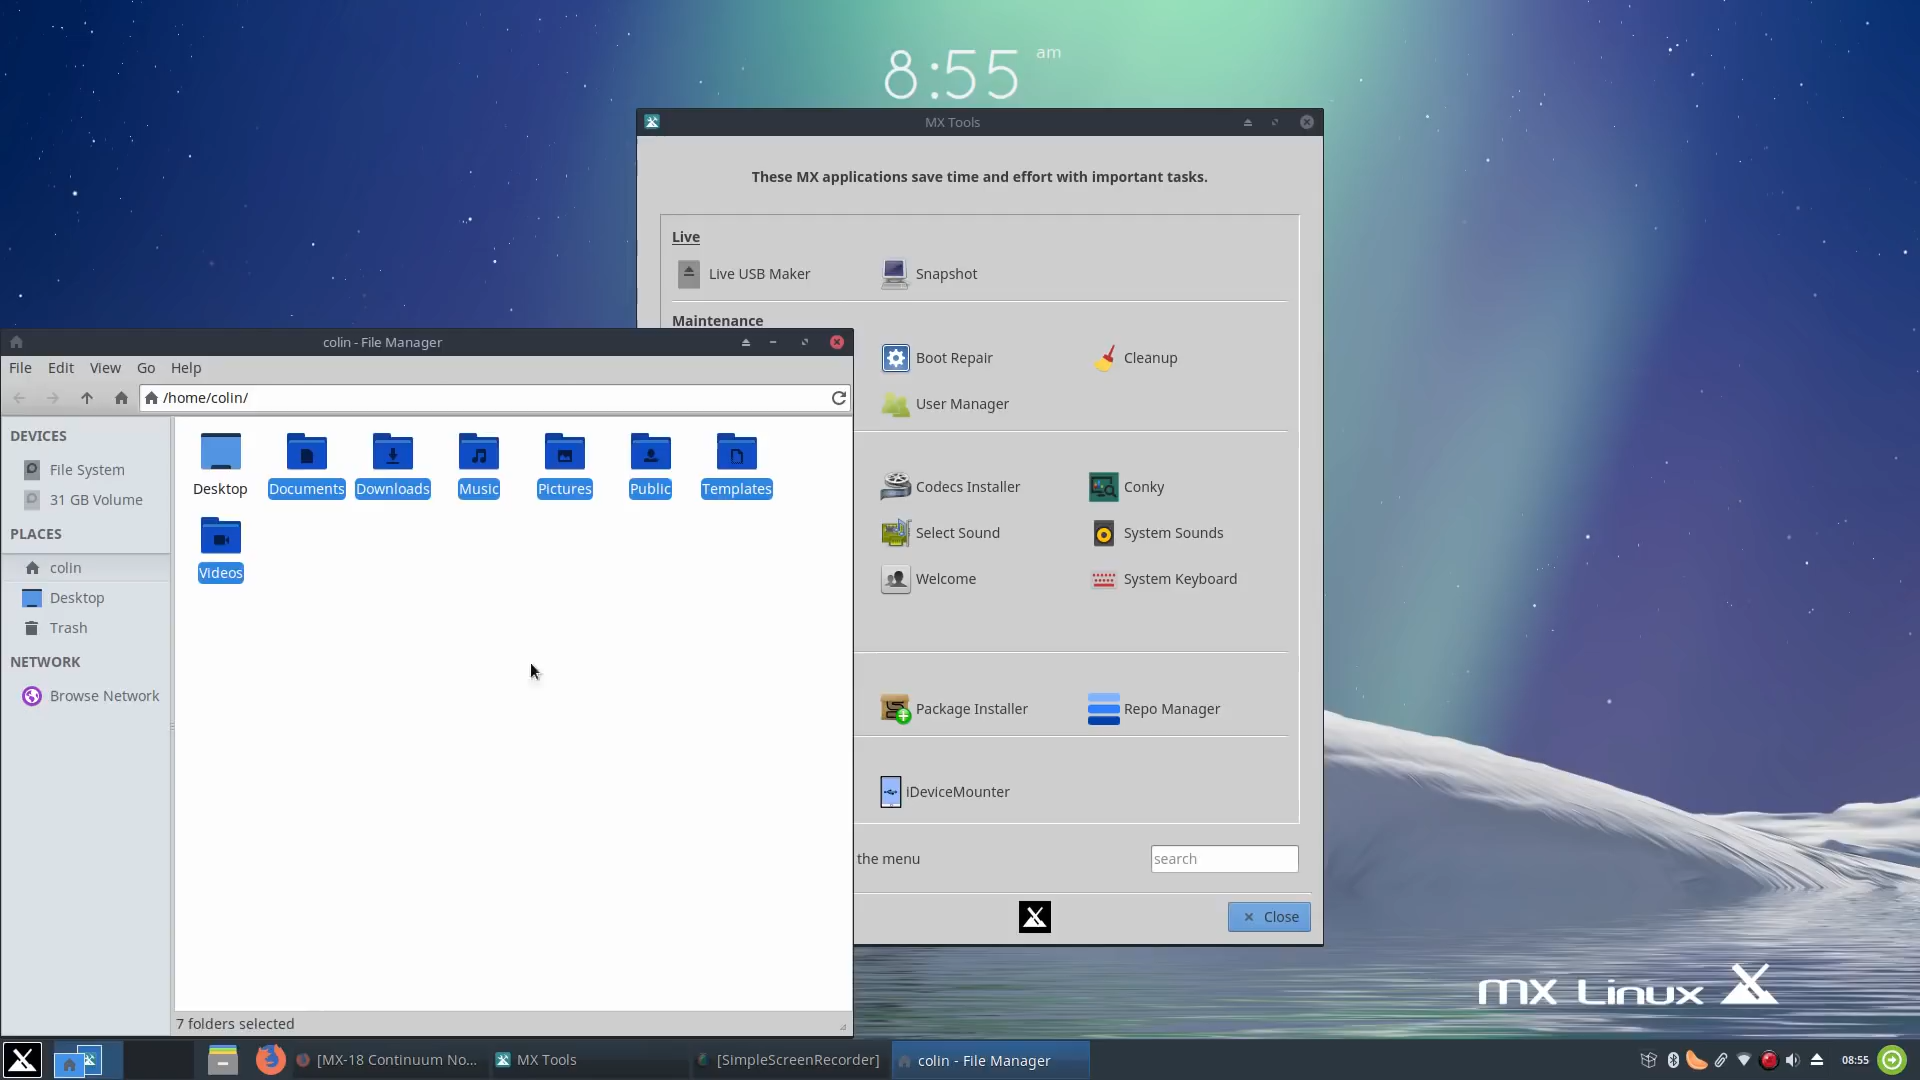 8:55 am
MX Tools
These MX applications save time and effort with important tasks.
Live
Live USB Maker
Snapshot
Maintenance
Boot Repair
Cleanup
User Manager
Codecs Installer
Conky
Select Sound
System Sounds
Welcome
System Keyboard
Package Installer
Repo Manager
iDeviceMounter
the menu
search
Close
colin - File Manager
File Edit View Go Help
/home/colin/
DEVICES
File System
31 GB Volume
PLACES
colin
Desktop
Trash
NETWORK
Browse Network
Desktop Documents Downloads Music Pictures Public Templates
Videos
7 folders selected
MX Linux
[MX-18 Continuum No...
MX Tools
[SimpleScreenRecorder]
colin - File Manager
08:55